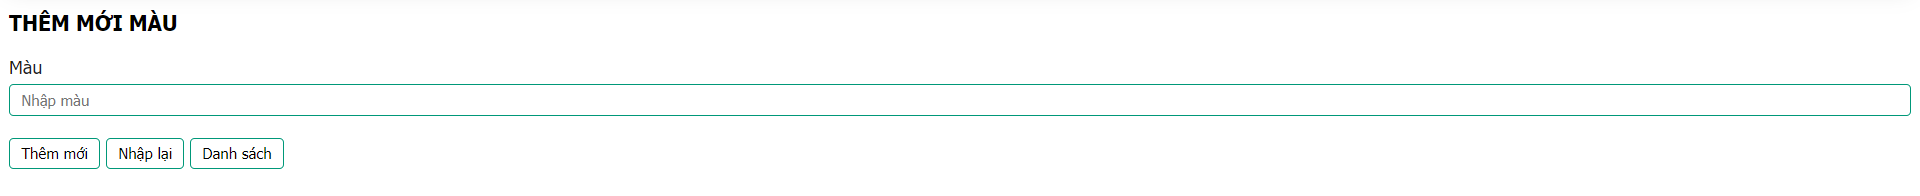 THÊM MỚI MÀU
Màu
Nhập màu
Thêm mới Nhập lại Danh sách